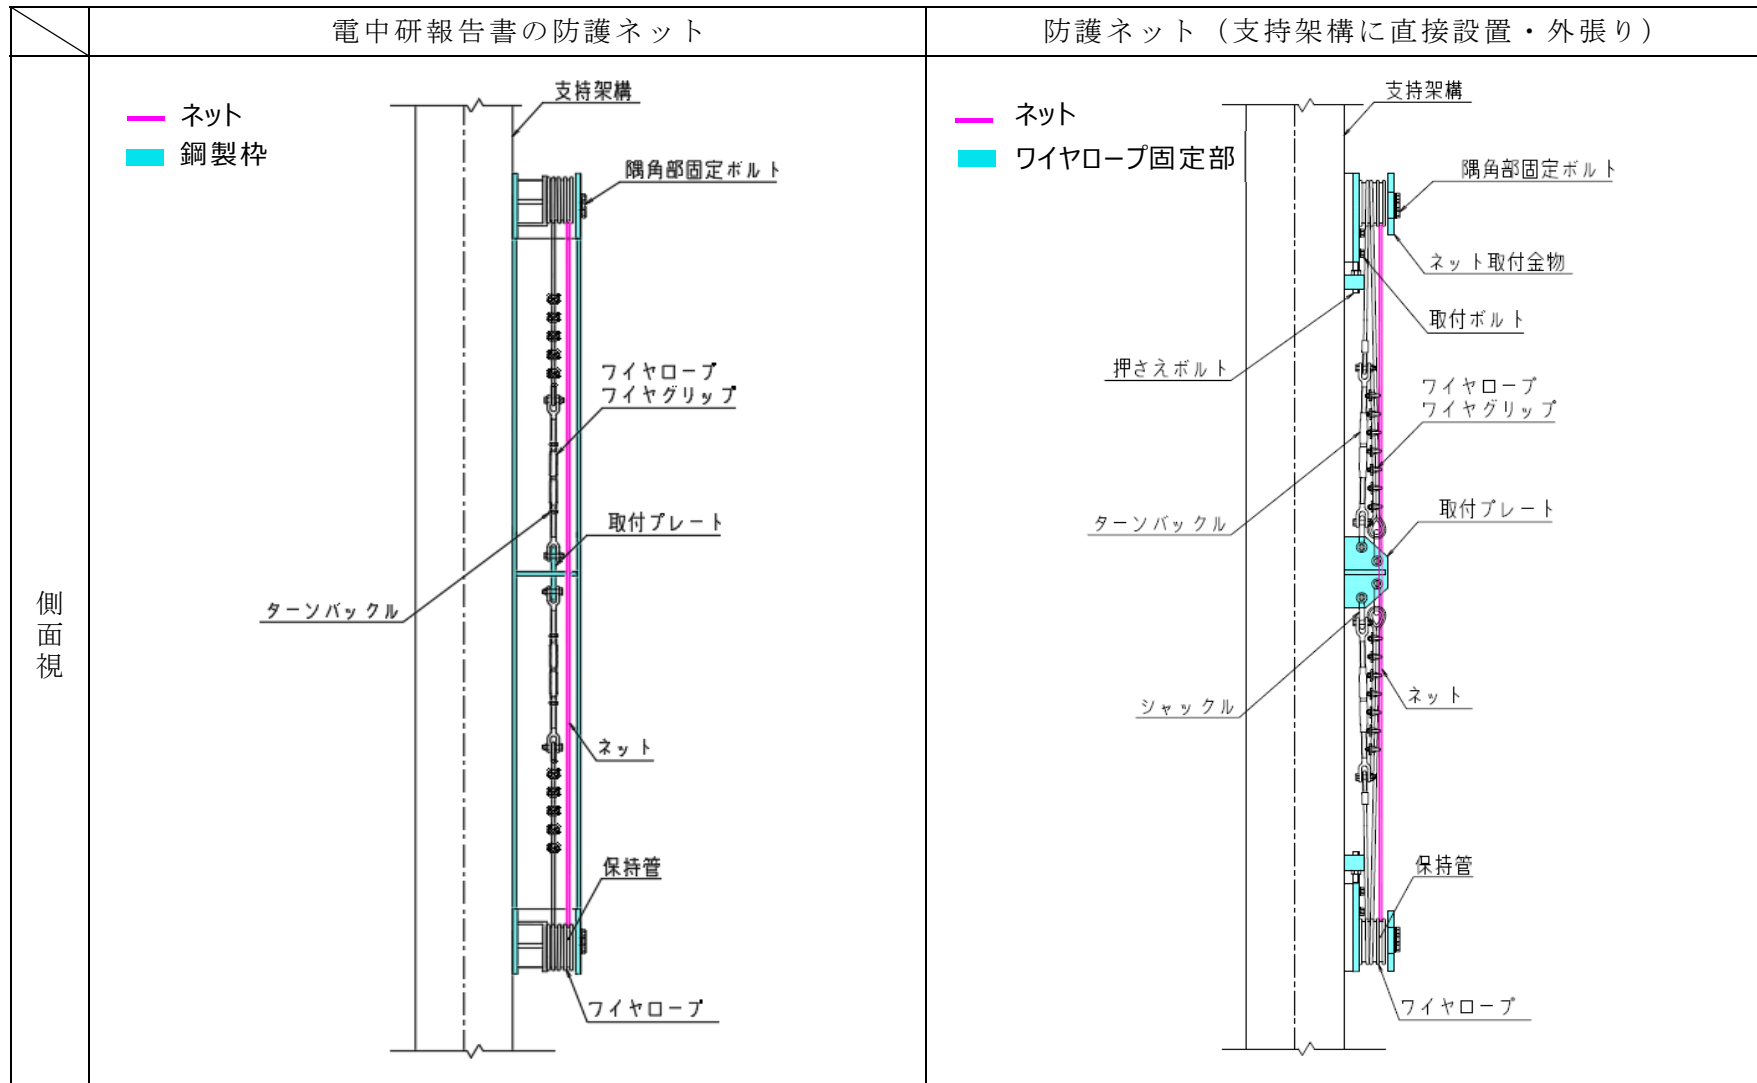 電中研報告書の防護ネット
防護ネット（支持架構に直接設置・外張り）
側面視
ネット
鋼製枠
支持架構
隅角部固定ボルト
ワイヤロープ
ワイヤグリップ
取付プレート
ターンバックル
ネット
保持管
ワイヤロープ
ネット
ワイヤロープ固定部
支持架構
隅角部固定ボルト
ネット取付金物
取付ボルト
押さえボルト
ワイヤロープ
ワイヤグリップ
取付プレート
ターンバックル
シャックル
ネット
保持管
ワイヤロープ